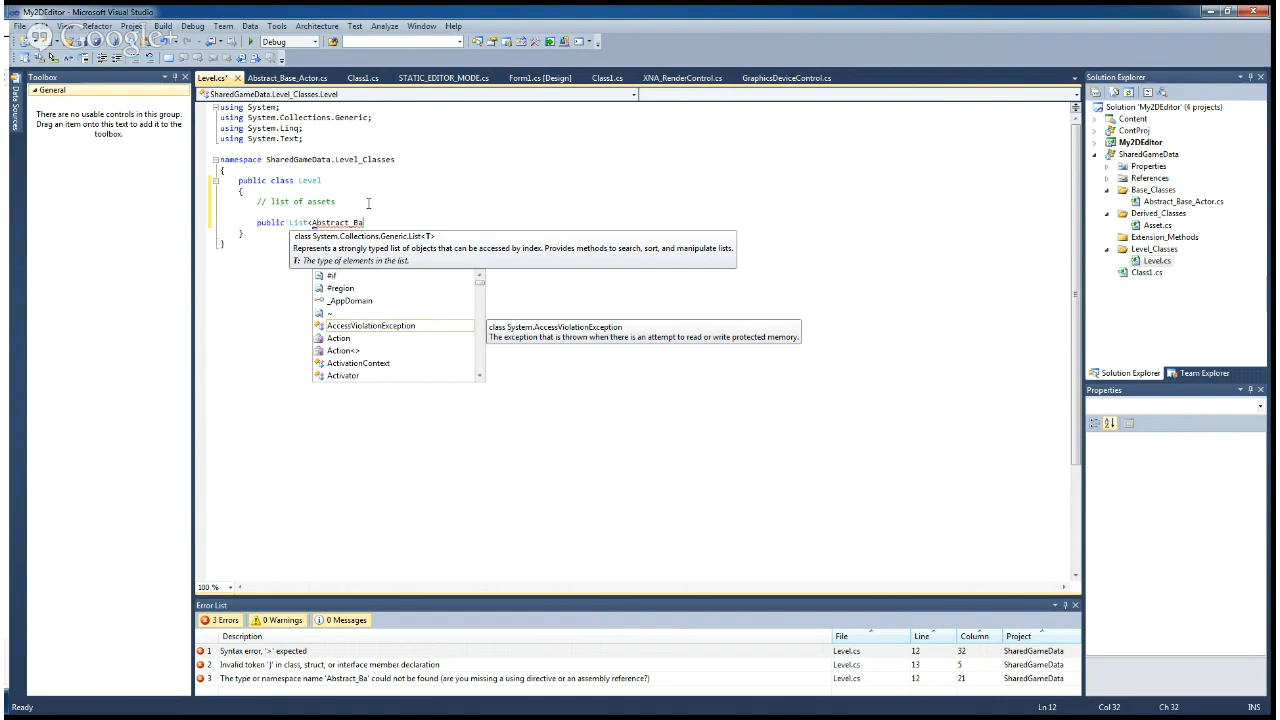 My2DEditor - Microsoft Visual Studio
File Edit View Refactor Project Build Debug Team Data Tools Architecture Test Analyze Window Help
Google+
Debug
Toolbox
General
There are no usable controls in this group.
Drag an item onto this text to add it to the
toolbox.
Data Sources
Level.cs* Abstract_Base_Actor.cs Class1.cs STATIC_EDITOR_MODE.cs Form1.cs [Design] Class1.cs XNA_RenderControl.cs GraphicsDeviceControl.cs
SharedGameData.Level_Classes.Level
using System;
using System.Collections.Generic;
using System.Linq;
using System.Text;
namespace SharedGameData.Level_Classes
{
public class Level
{
// list of assets
public List<Abstract_Ba
}
}
class System.Collections.Generic.List<T>
Represents a strongly typed list of objects that can be accessed by index. Provides methods to search, sort, and manipulate lists.
T: The type of elements in the list.
#if
#region
_AppDomain
~
AccessViolationException
Action
Action<>
ActivationContext
Activator
class System.AccessViolationException
The exception that is thrown when there is an attempt to read or write protected memory.
100 %
Solution Explorer
Solution 'My2DEditor' (4 projects)
Content
ContProj
My2DEditor
SharedGameData
Properties
References
Base_Classes
Abstract_Base_Actor.cs
Derived_Classes
Asset.cs
Extension_Methods
Level_Classes
Level.cs
Class1.cs
Solution Explorer Team Explorer
Properties
Error List
3 Errors 0 Warnings 0 Messages
Description File Line Column Project
1 Syntax error, '>' expected Level.cs 12 32 SharedGameData
2 Invalid token '}' in class, struct, or interface member declaration Level.cs 13 5 SharedGameData
3 The type or namespace name 'Abstract_Ba' could not be found (are you missing a using directive or an assembly reference?) Level.cs 12 21 SharedGameData
Ready Ln 12 Col 32 Ch 32 INS